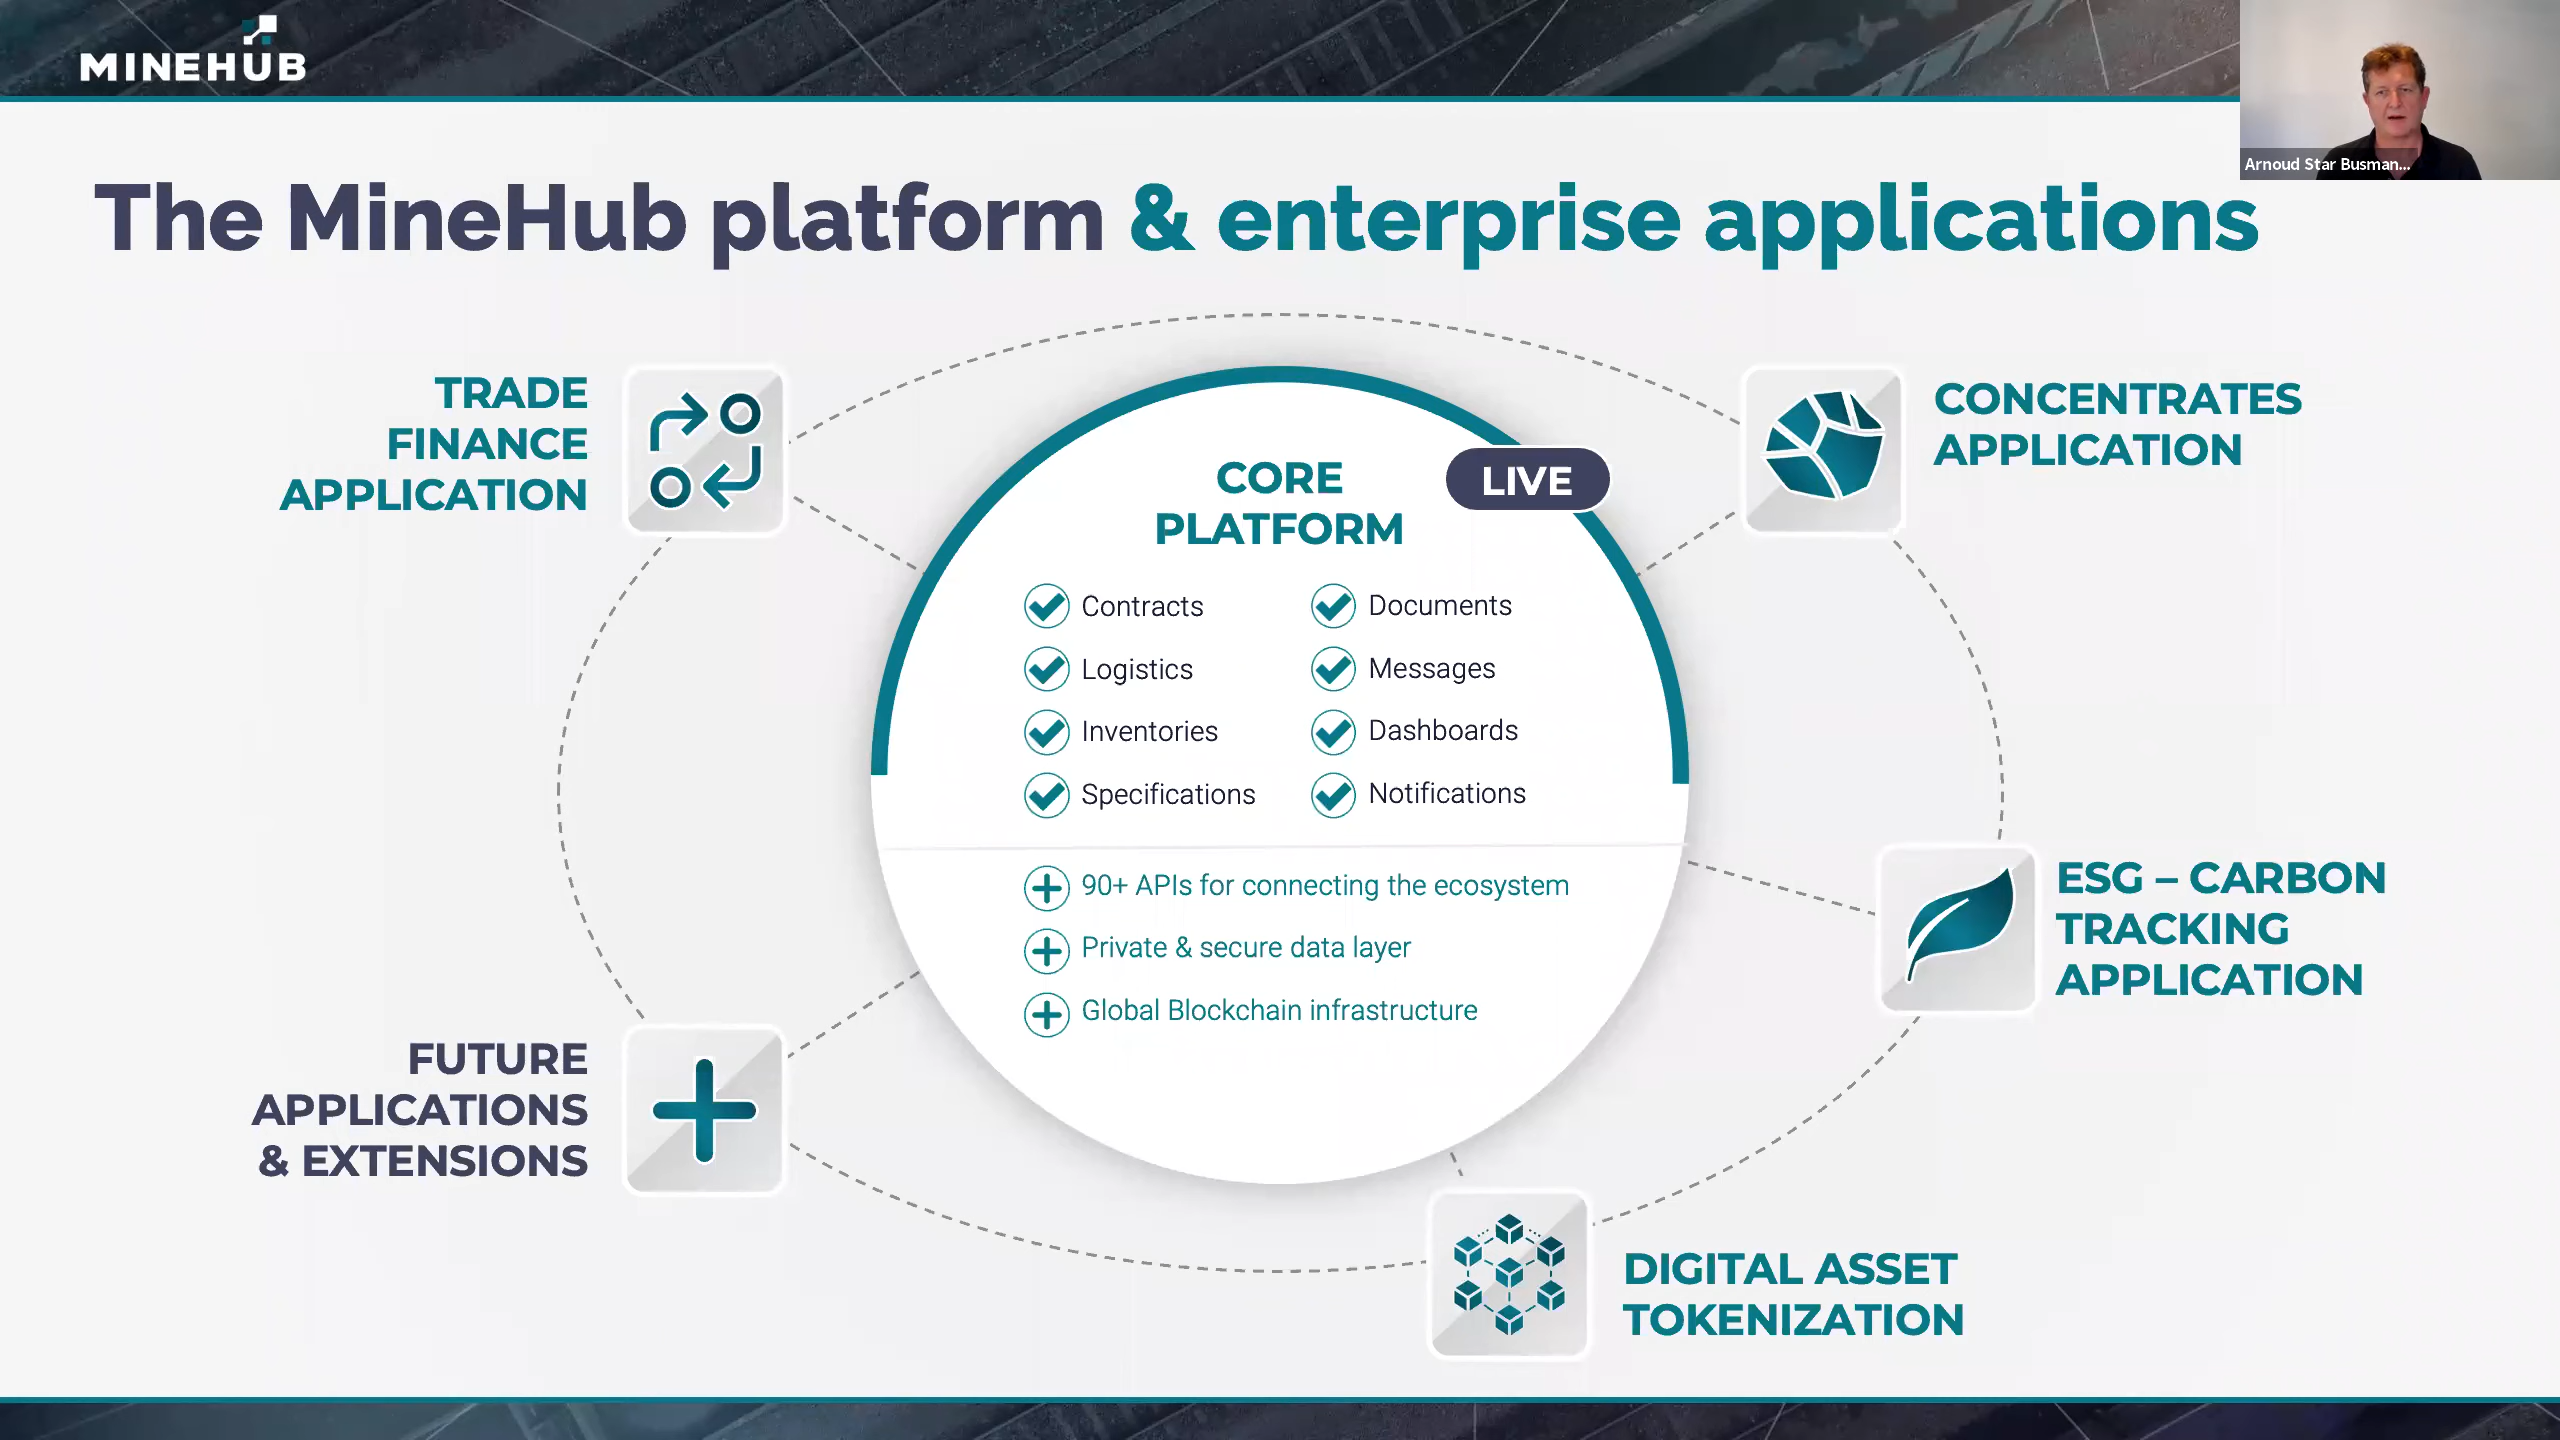 MINEHUB
Arnoud Star Busman...
The MineHub platform & enterprise applications
TRADE
FINANCE
APPLICATION
CONCENTRATES
APPLICATION
CORE
PLATFORM
LIVE
Contracts
Documents
Logistics
Messages
Inventories
Dashboards
Specifications
Notifications
90+ APIs for connecting the ecosystem
Private & secure data layer
Global Blockchain infrastructure
ESG – CARBON
TRACKING
APPLICATION
FUTURE
APPLICATIONS
& EXTENSIONS
DIGITAL ASSET
TOKENIZATION